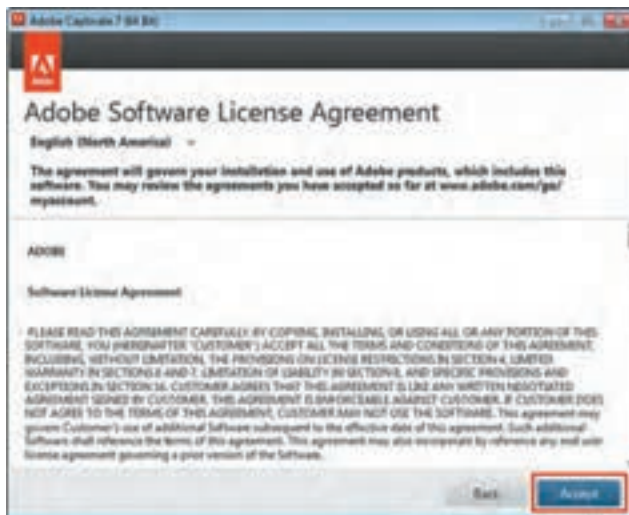 Adobe Captivate 7 (64 Bit)
Adobe
Adobe Software License Agreement
English (North America)
The agreement will govern your installation and use of Adobe products, which includes this
software. You may review the agreements you have accepted so far at www.adobe.com/go/
myaccount.
ADOBE
Software License Agreement
PLEASE READ THIS AGREEMENT CAREFULLY. BY COPYING, INSTALLING, OR USING ALL OR ANY PORTION OF THIS
SOFTWARE, YOU (HEREINAFTER "CUSTOMER") ACCEPT ALL THE TERMS AND CONDITIONS OF THIS AGREEMENT,
INCLUDING, WITHOUT LIMITATION, THE PROVISIONS ON LICENSE RESTRICTIONS IN SECTION 4, LIMITED
WARRANTY IN SECTIONS 6 AND 7, LIMITATION OF LIABILITY IN SECTION 8, AND SPECIFIC PROVISIONS AND
EXCEPTIONS IN SECTION 16. CUSTOMER AGREES THAT THIS AGREEMENT IS LIKE ANY WRITTEN NEGOTIATED
AGREEMENT SIGNED BY CUSTOMER. THIS AGREEMENT IS ENFORCEABLE AGAINST CUSTOMER. IF CUSTOMER DOES
NOT AGREE TO THE TERMS OF THIS AGREEMENT, CUSTOMER MAY NOT USE THE SOFTWARE. This agreement may
govern Customer's use of additional Software subsequent to the effective date of this agreement. Such additional
Software shall reference the terms of this agreement. This agreement may also incorporate by reference any end user
license agreement governing a prior version of the Software.
Back
Accept